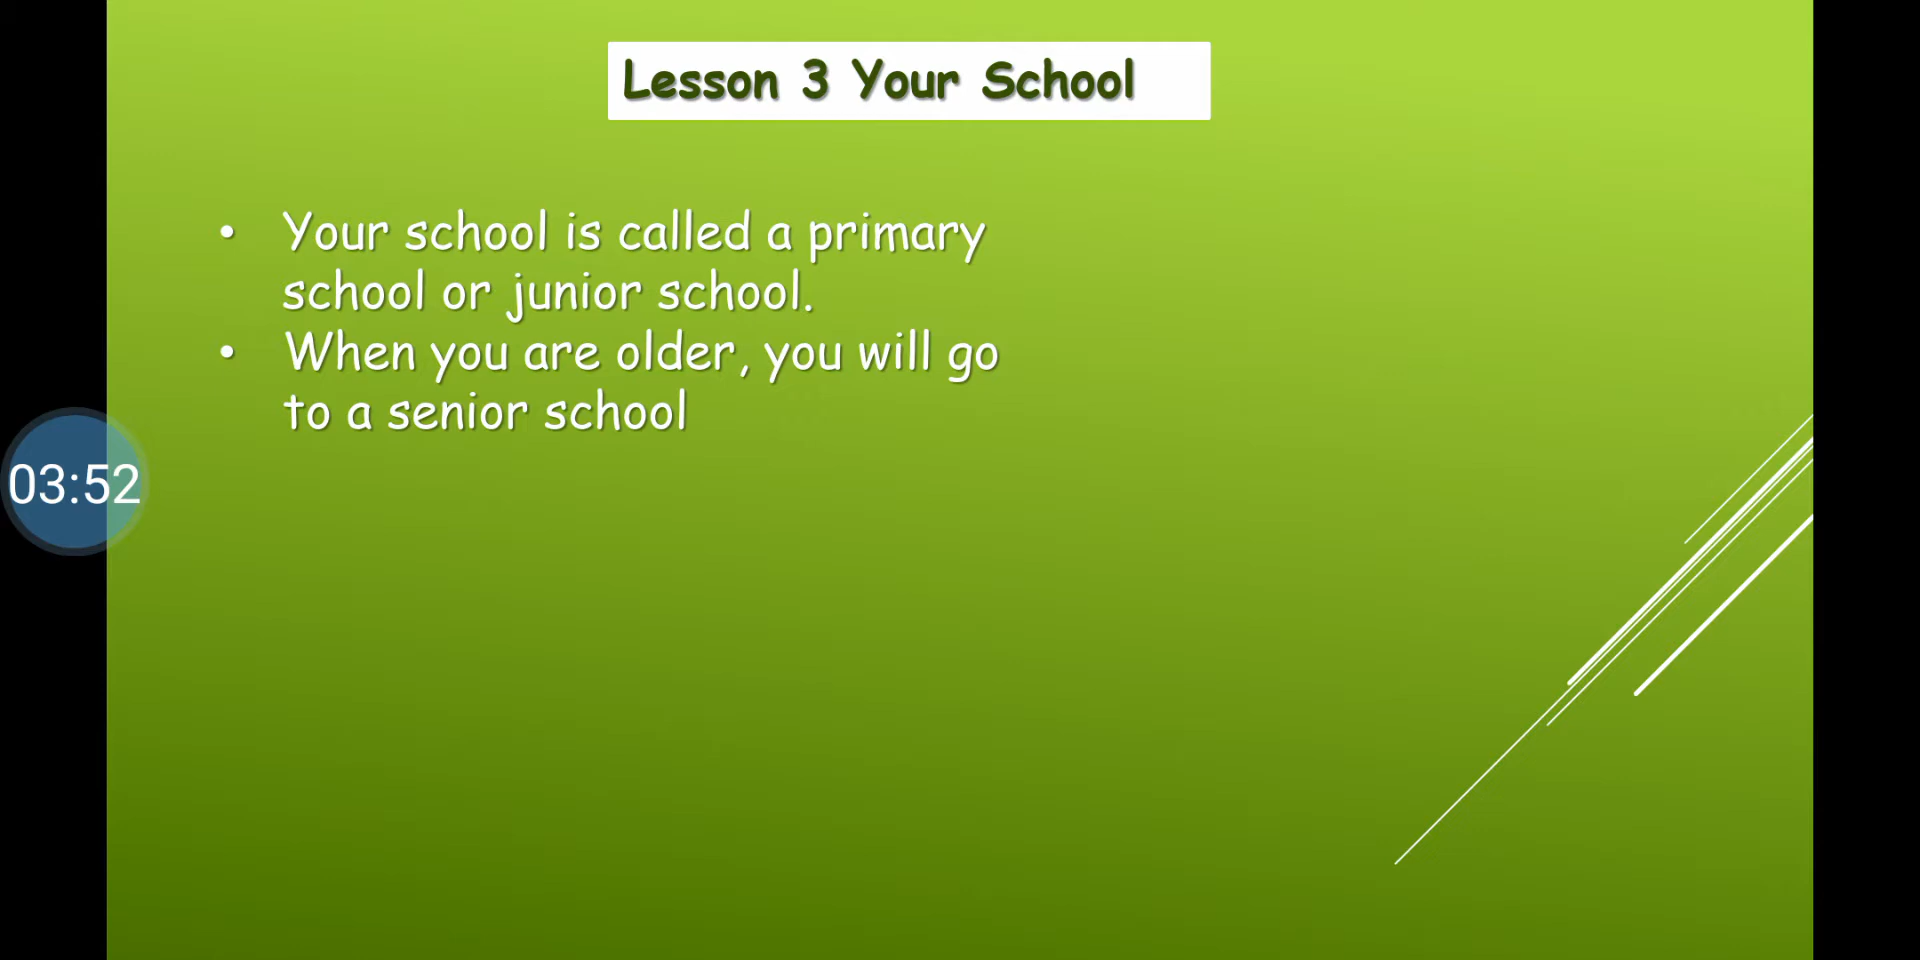 Lesson 3 Your School
• Your school is called a primary
school or junior school.
• When you are older, you will go
to a senior school
03:52